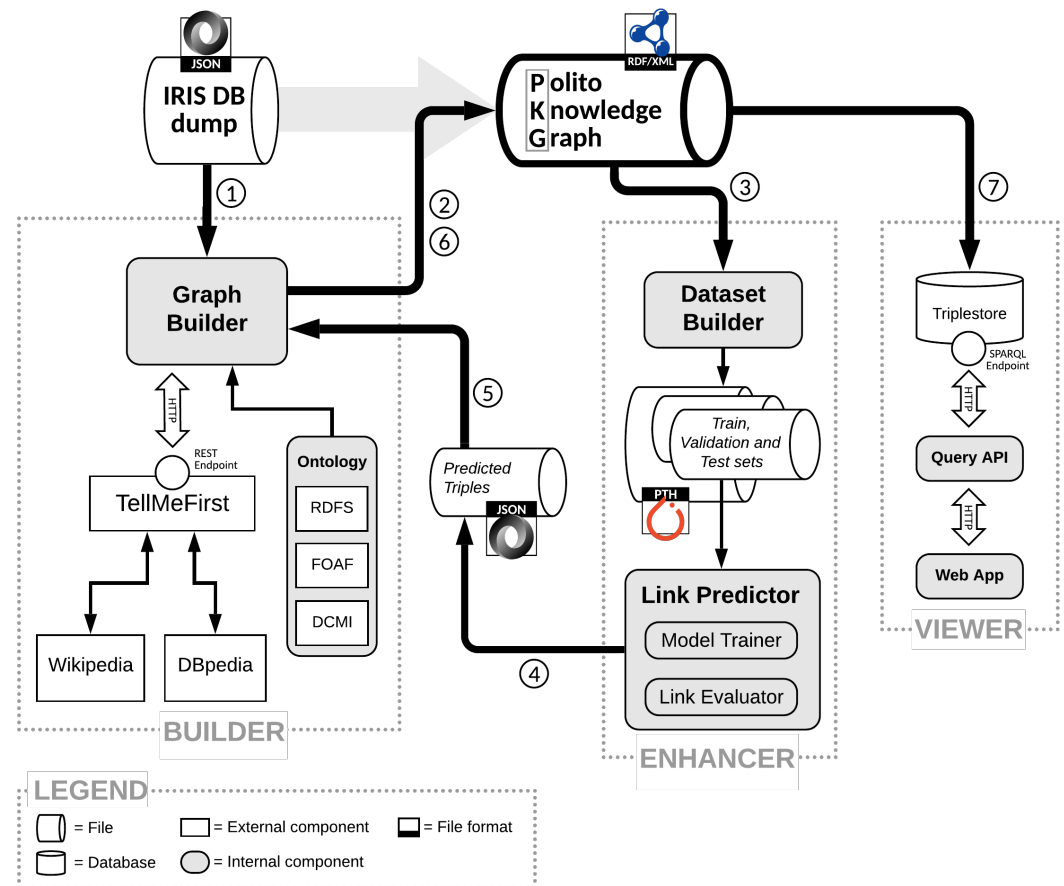 JSON
IRIS DB
dump
RDF/XML
Polito
Knowledge
Graph
1
2
6
3
7
Graph
Builder
HTTP
REST
Endpoint
TellMeFirst
Wikipedia
DBpedia
Ontology
RDFS
FOAF
DCMI
BUILDER
5
Predicted
Triples
JSON
4
Dataset
Builder
Train,
Validation and
Test sets
PTH
Link Predictor
Model Trainer
Link Evaluator
ENHANCER
Triplestore
SPARQL
Endpoint
HTTP
Query API
HTTP
Web App
VIEWER
LEGEND
= File
= External component
= File format
= Database
= Internal component